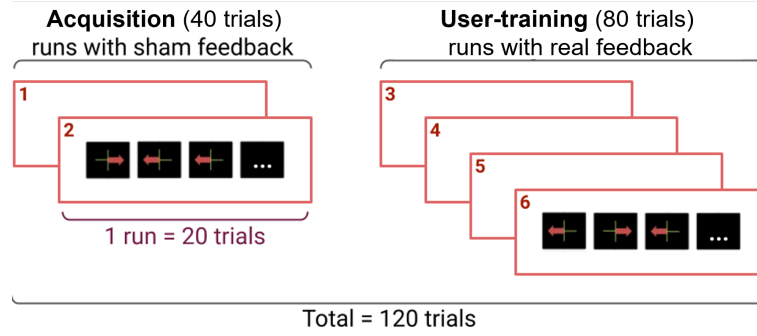 Acquisition (40 trials)
runs with sham feedback
1
2
...
1 run = 20 trials
User-training (80 trials)
runs with real feedback
3
4
5
6
...
Total = 120 trials